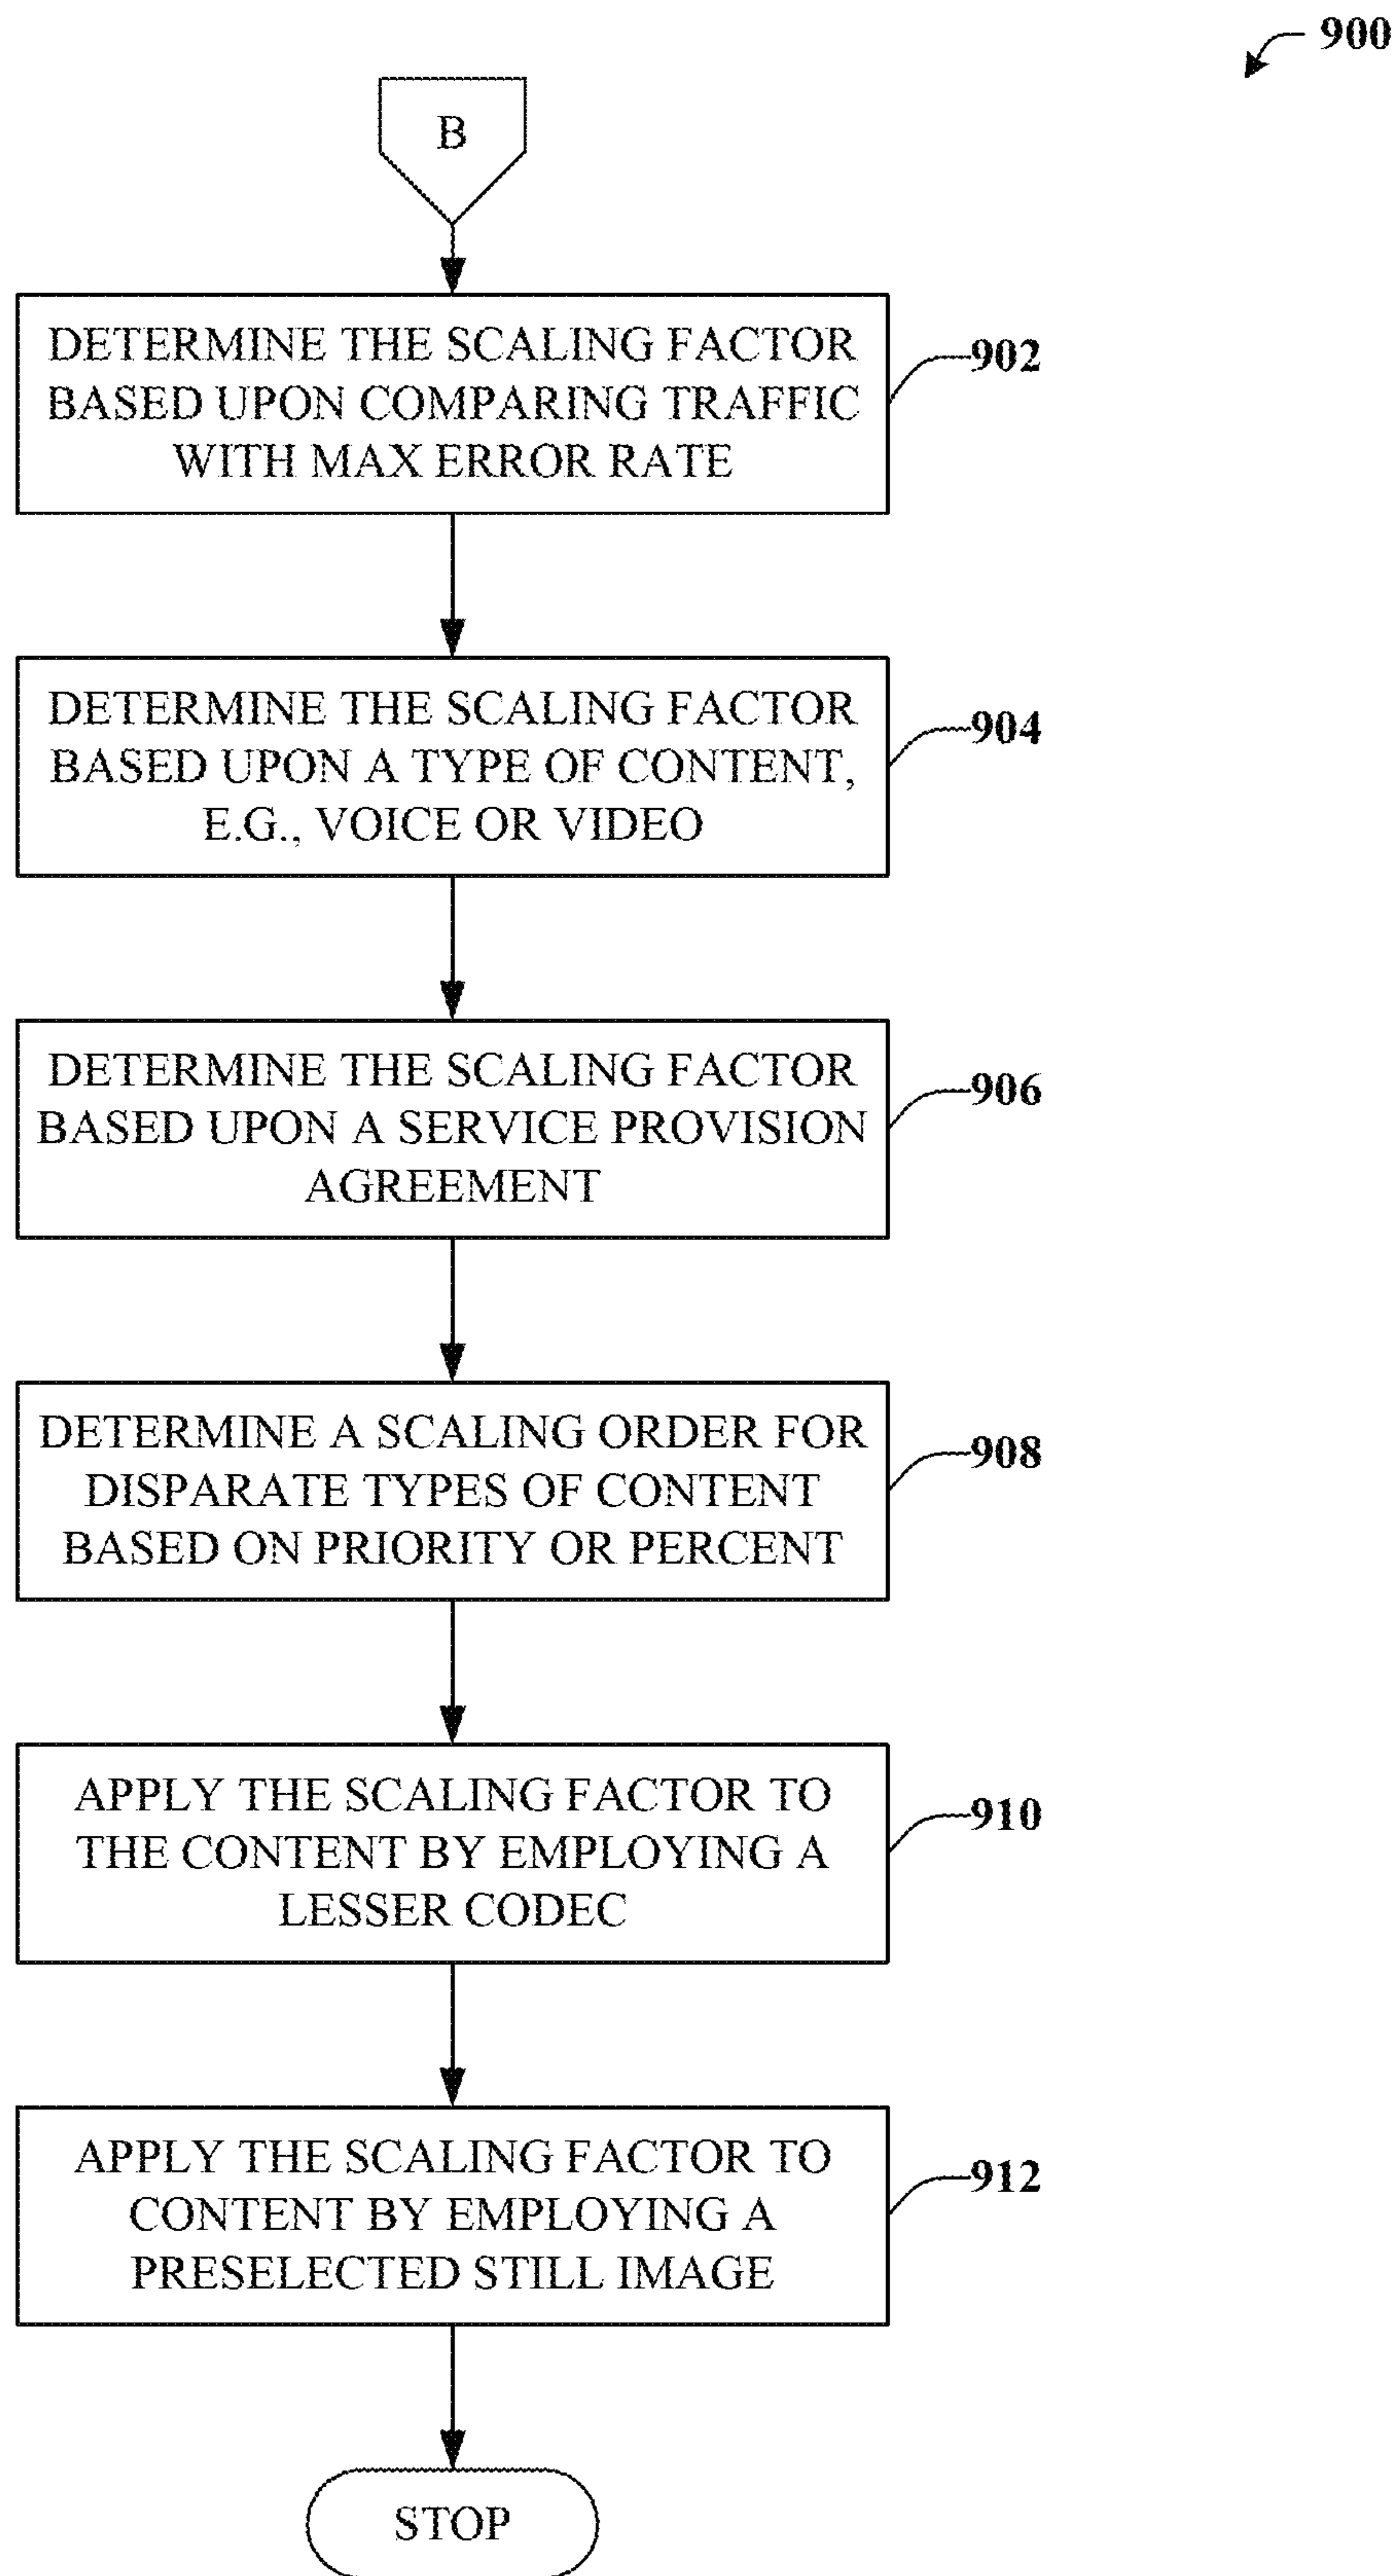 900
B
DETERMINE THE SCALING FACTOR
BASED UPON COMPARING TRAFFIC
WITH MAX ERROR RATE
902
DETERMINE THE SCALING FACTOR
BASED UPON A TYPE OF CONTENT,
E.G., VOICE OR VIDEO
904
DETERMINE THE SCALING FACTOR
BASED UPON A SERVICE PROVISION
AGREEMENT
906
DETERMINE A SCALING ORDER FOR
DISPARATE TYPES OF CONTENT
BASED ON PRIORITY OR PERCENT
908
APPLY THE SCALING FACTOR TO
THE CONTENT BY EMPLOYING A
LESSER CODEC
910
APPLY THE SCALING FACTOR TO
CONTENT BY EMPLOYING A
PRESELECTED STILL IMAGE
912
STOP